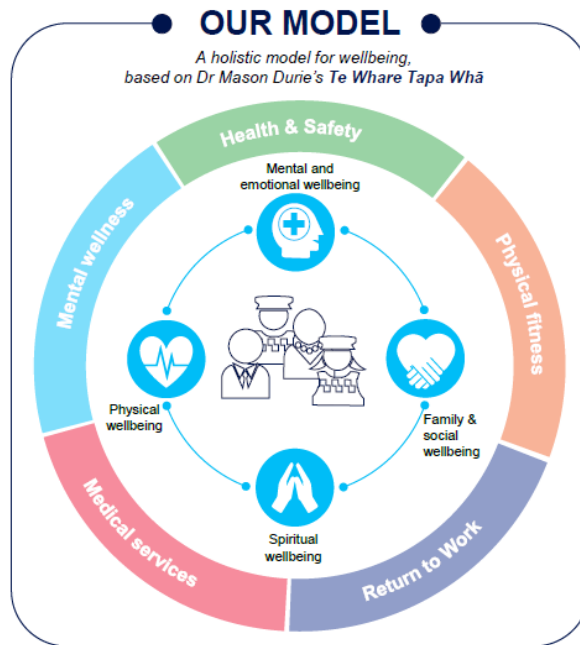 OUR MODEL
A holistic model for wellbeing,
based on Dr Mason Durie's Te Whare Tapa Whā
Health & Safety
Mental and
emotional wellbeing
Mental wellness
Physical fitness
Physical
wellbeing
Family &
social
wellbeing
Spiritual
wellbeing
Medical services
Return to Work